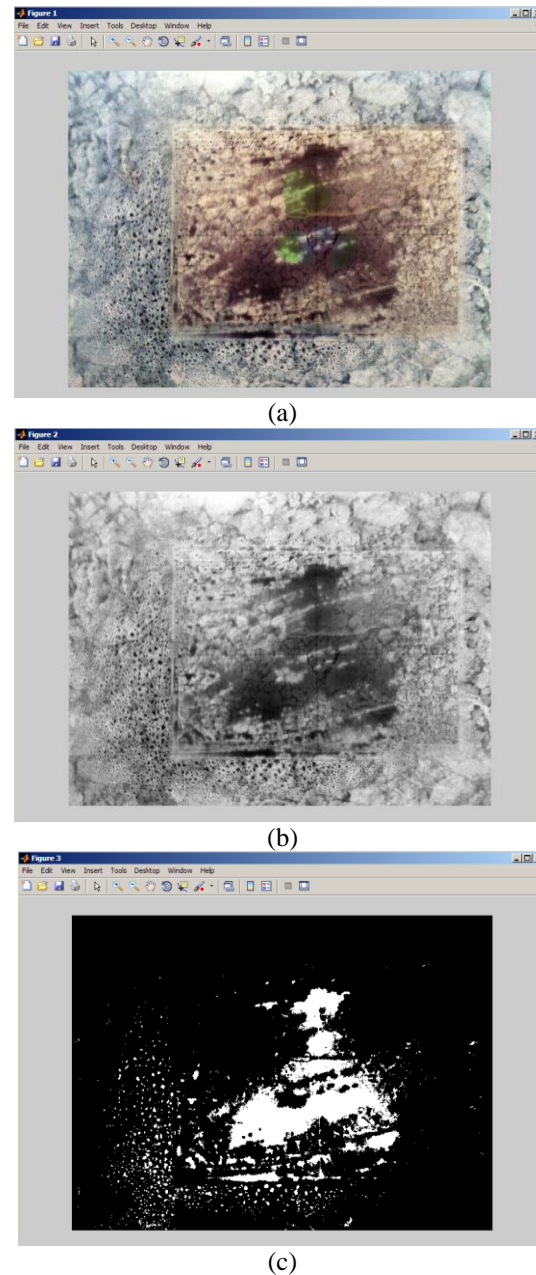 Figure 1
File Edit View Insert Tools Desktop Window Help
(a)
Figure 2
File Edit View Insert Tools Desktop Window Help
(b)
Figure 3
File Edit View Insert Tools Desktop Window Help
(c)